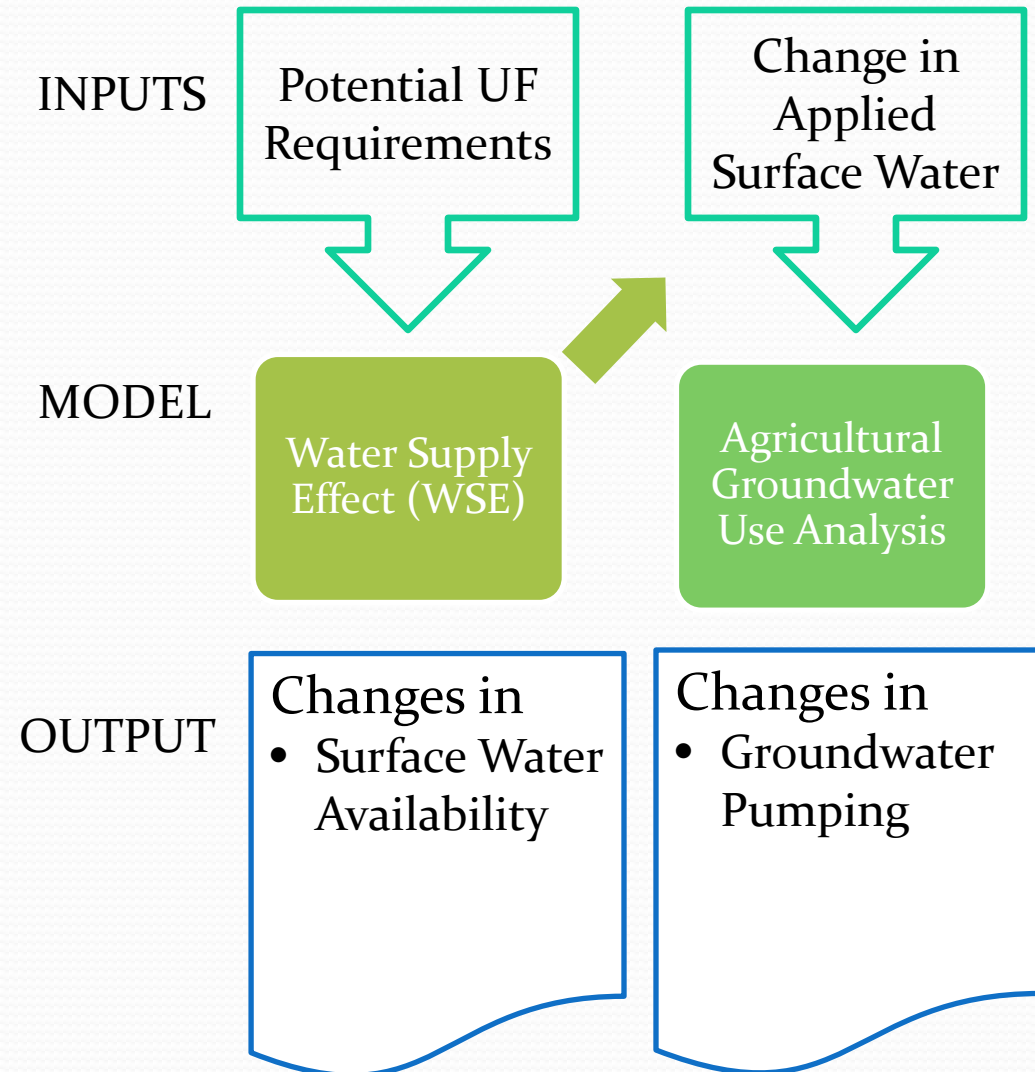 INPUTS
Potential UF
Requirements
Change in
Applied
Surface Water
MODEL
Water Supply
Effect (WSE)
Agricultural
Groundwater
Use Analysis
OUTPUT
Changes in
• Surface Water
Availability
Changes in
• Groundwater
Pumping